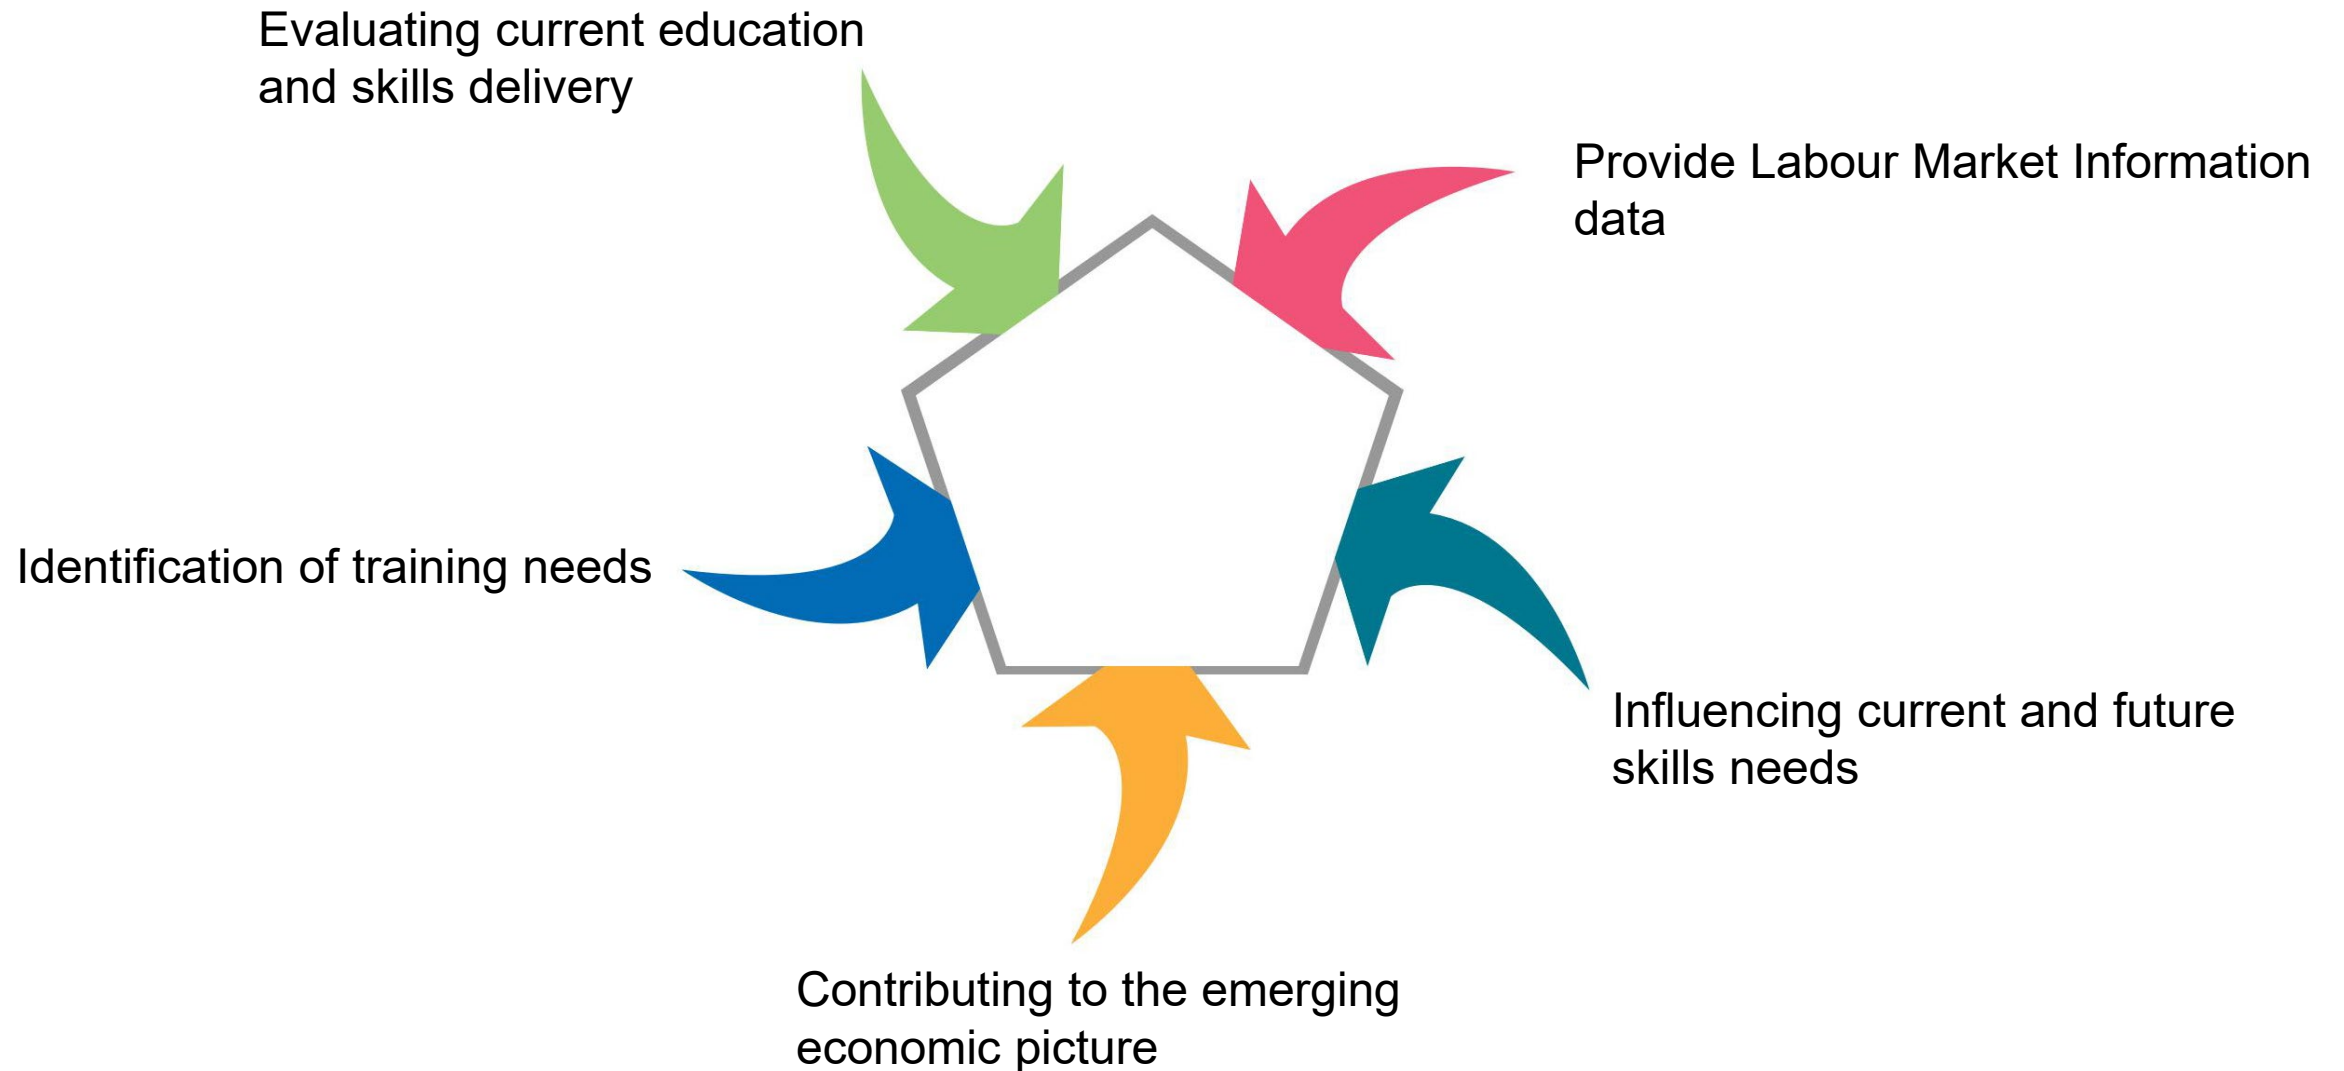 Evaluating current education
and skills delivery
Provide Labour Market Information
data
Identification of training needs
Influencing current and future
skills needs
Contributing to the emerging
economic picture